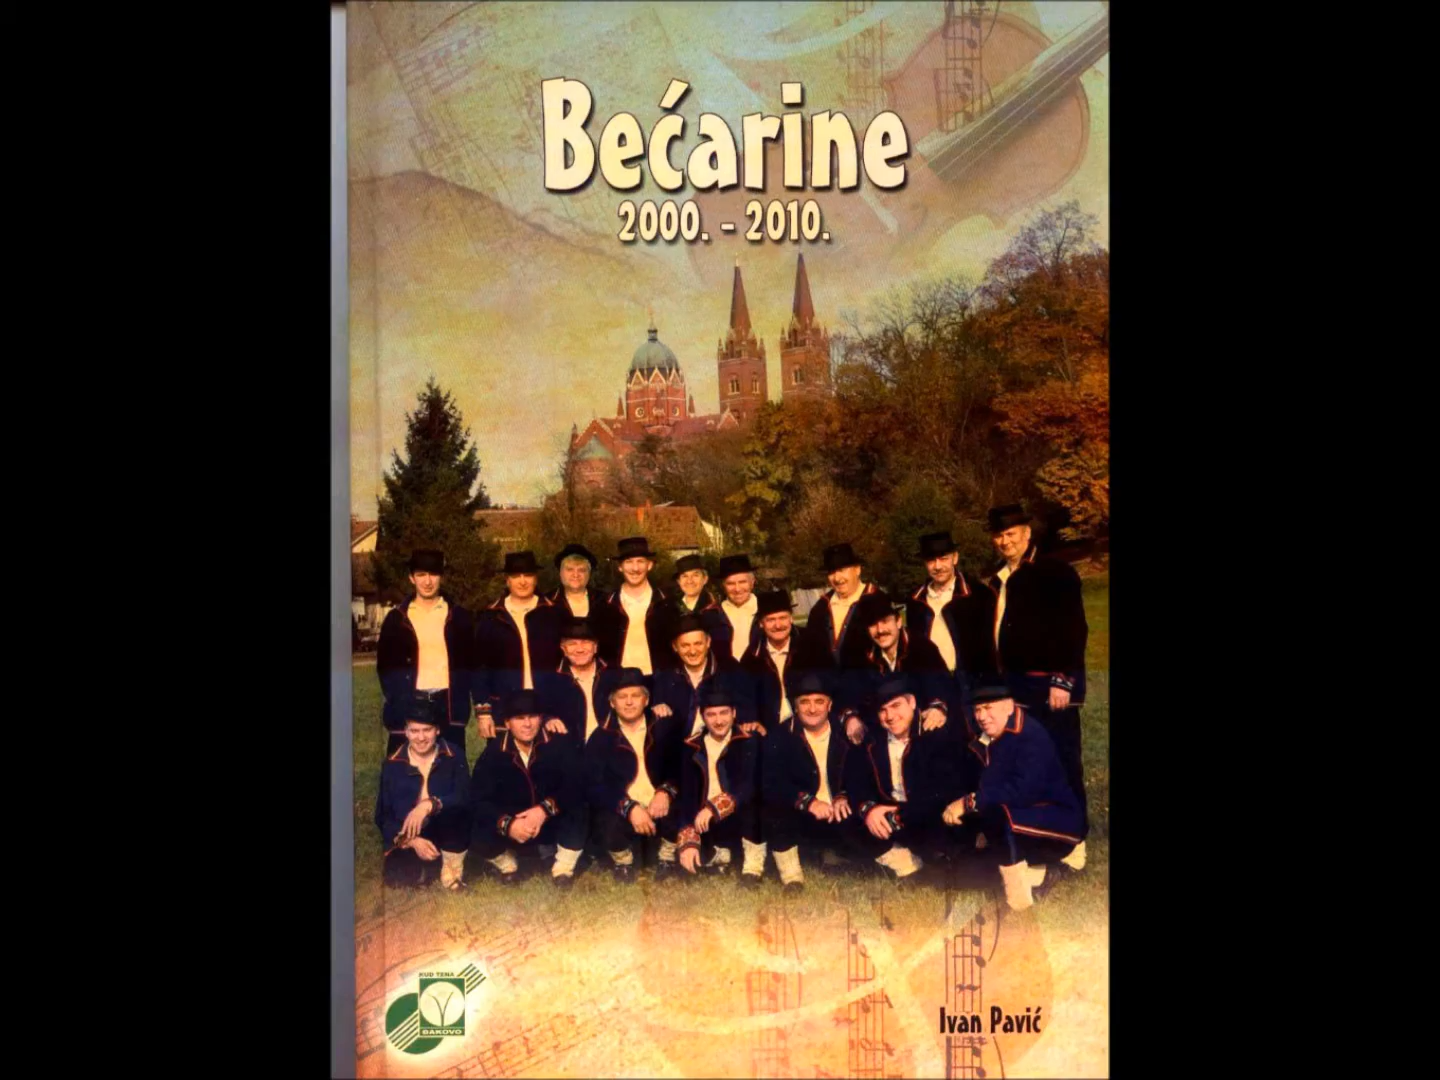 Bećarine
2000. - 2010.
KUD TENA
ĐAKOVO
Ivan Pavić